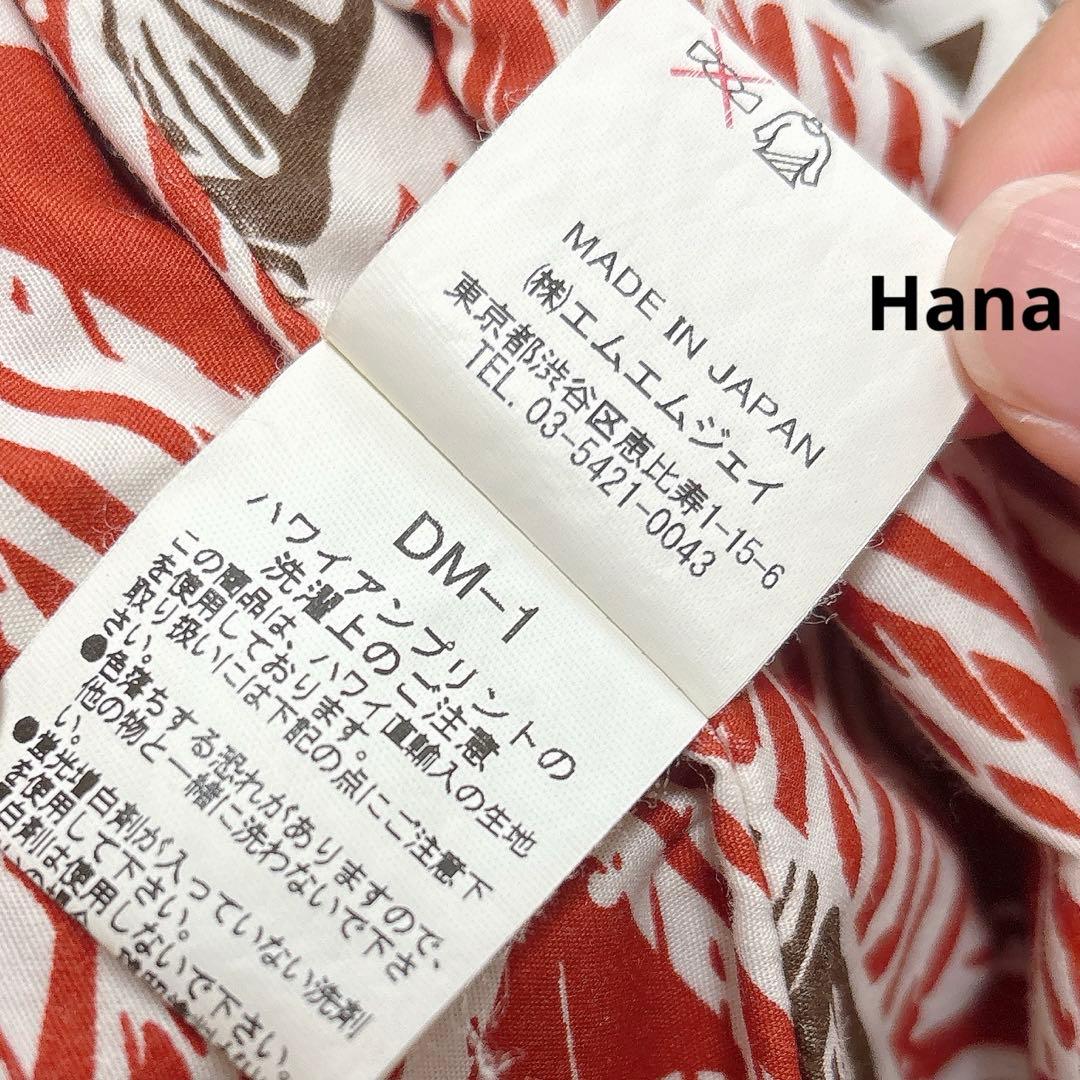 MADE IN JAPAN
(株)エムエムジェイ
東京都渋谷区恵比寿1-15-6
TEL. 03-5421-0043
Hana
DM-1
ハワイアンプリントの
洗濯上のご注意
この商品は、ハワイ直輸入の生地
を使用しております。
取り扱いには下記の点にご注意下
さい。
●色落ちする恐れがありますので、
他の物と一緒に洗わないで下さ
い。
●蛍光増白剤が入っていない洗剤
を使用して下さい。
漂白剤は使用しないで下さい。